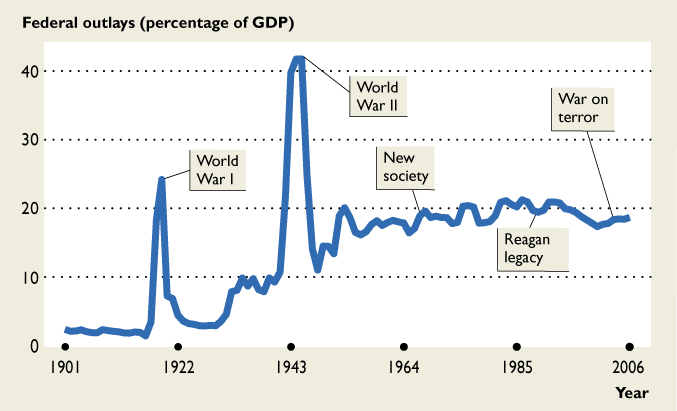 Federal outlays (percentage of GDP)
40
30
20
10
0
World
War I
World
War II
New
society
Reagan
legacy
War on
terror
1901
1922
1943
1964
1985
2006
Year